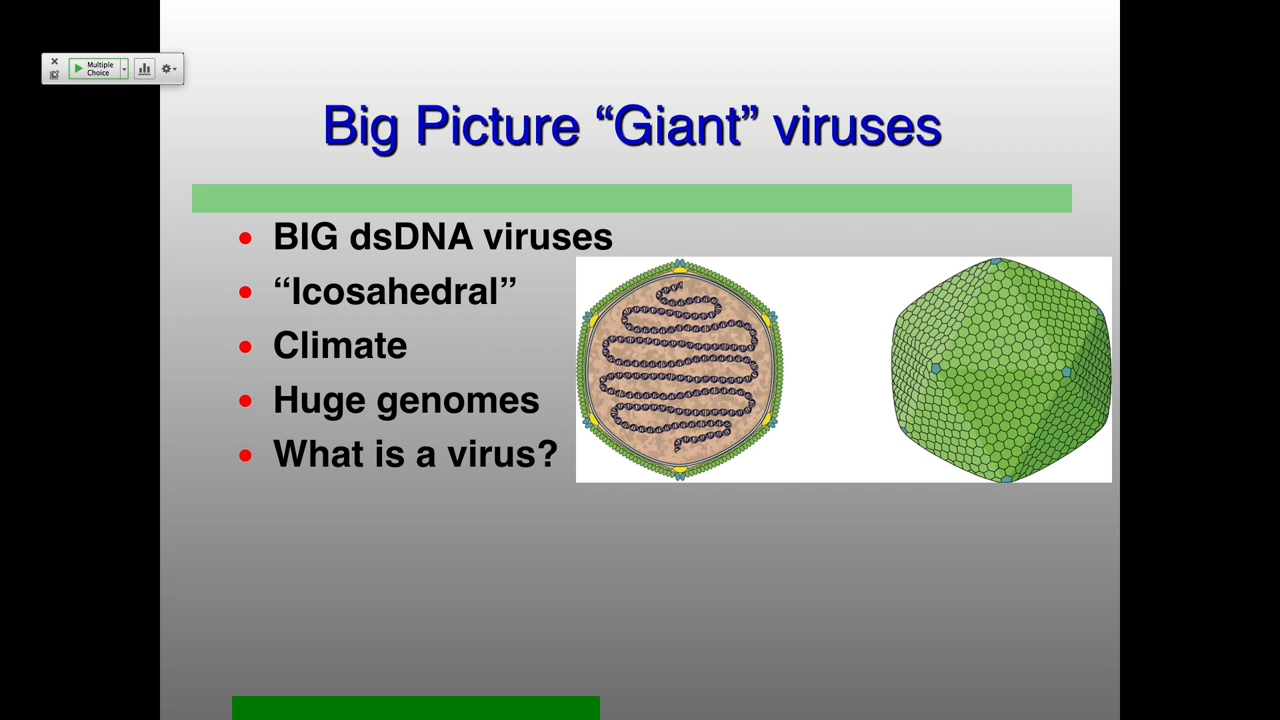 Multiple
Choice
Big Picture “Giant” viruses
BIG dsDNA viruses
“Icosahedral”
Climate
Huge genomes
What is a virus?